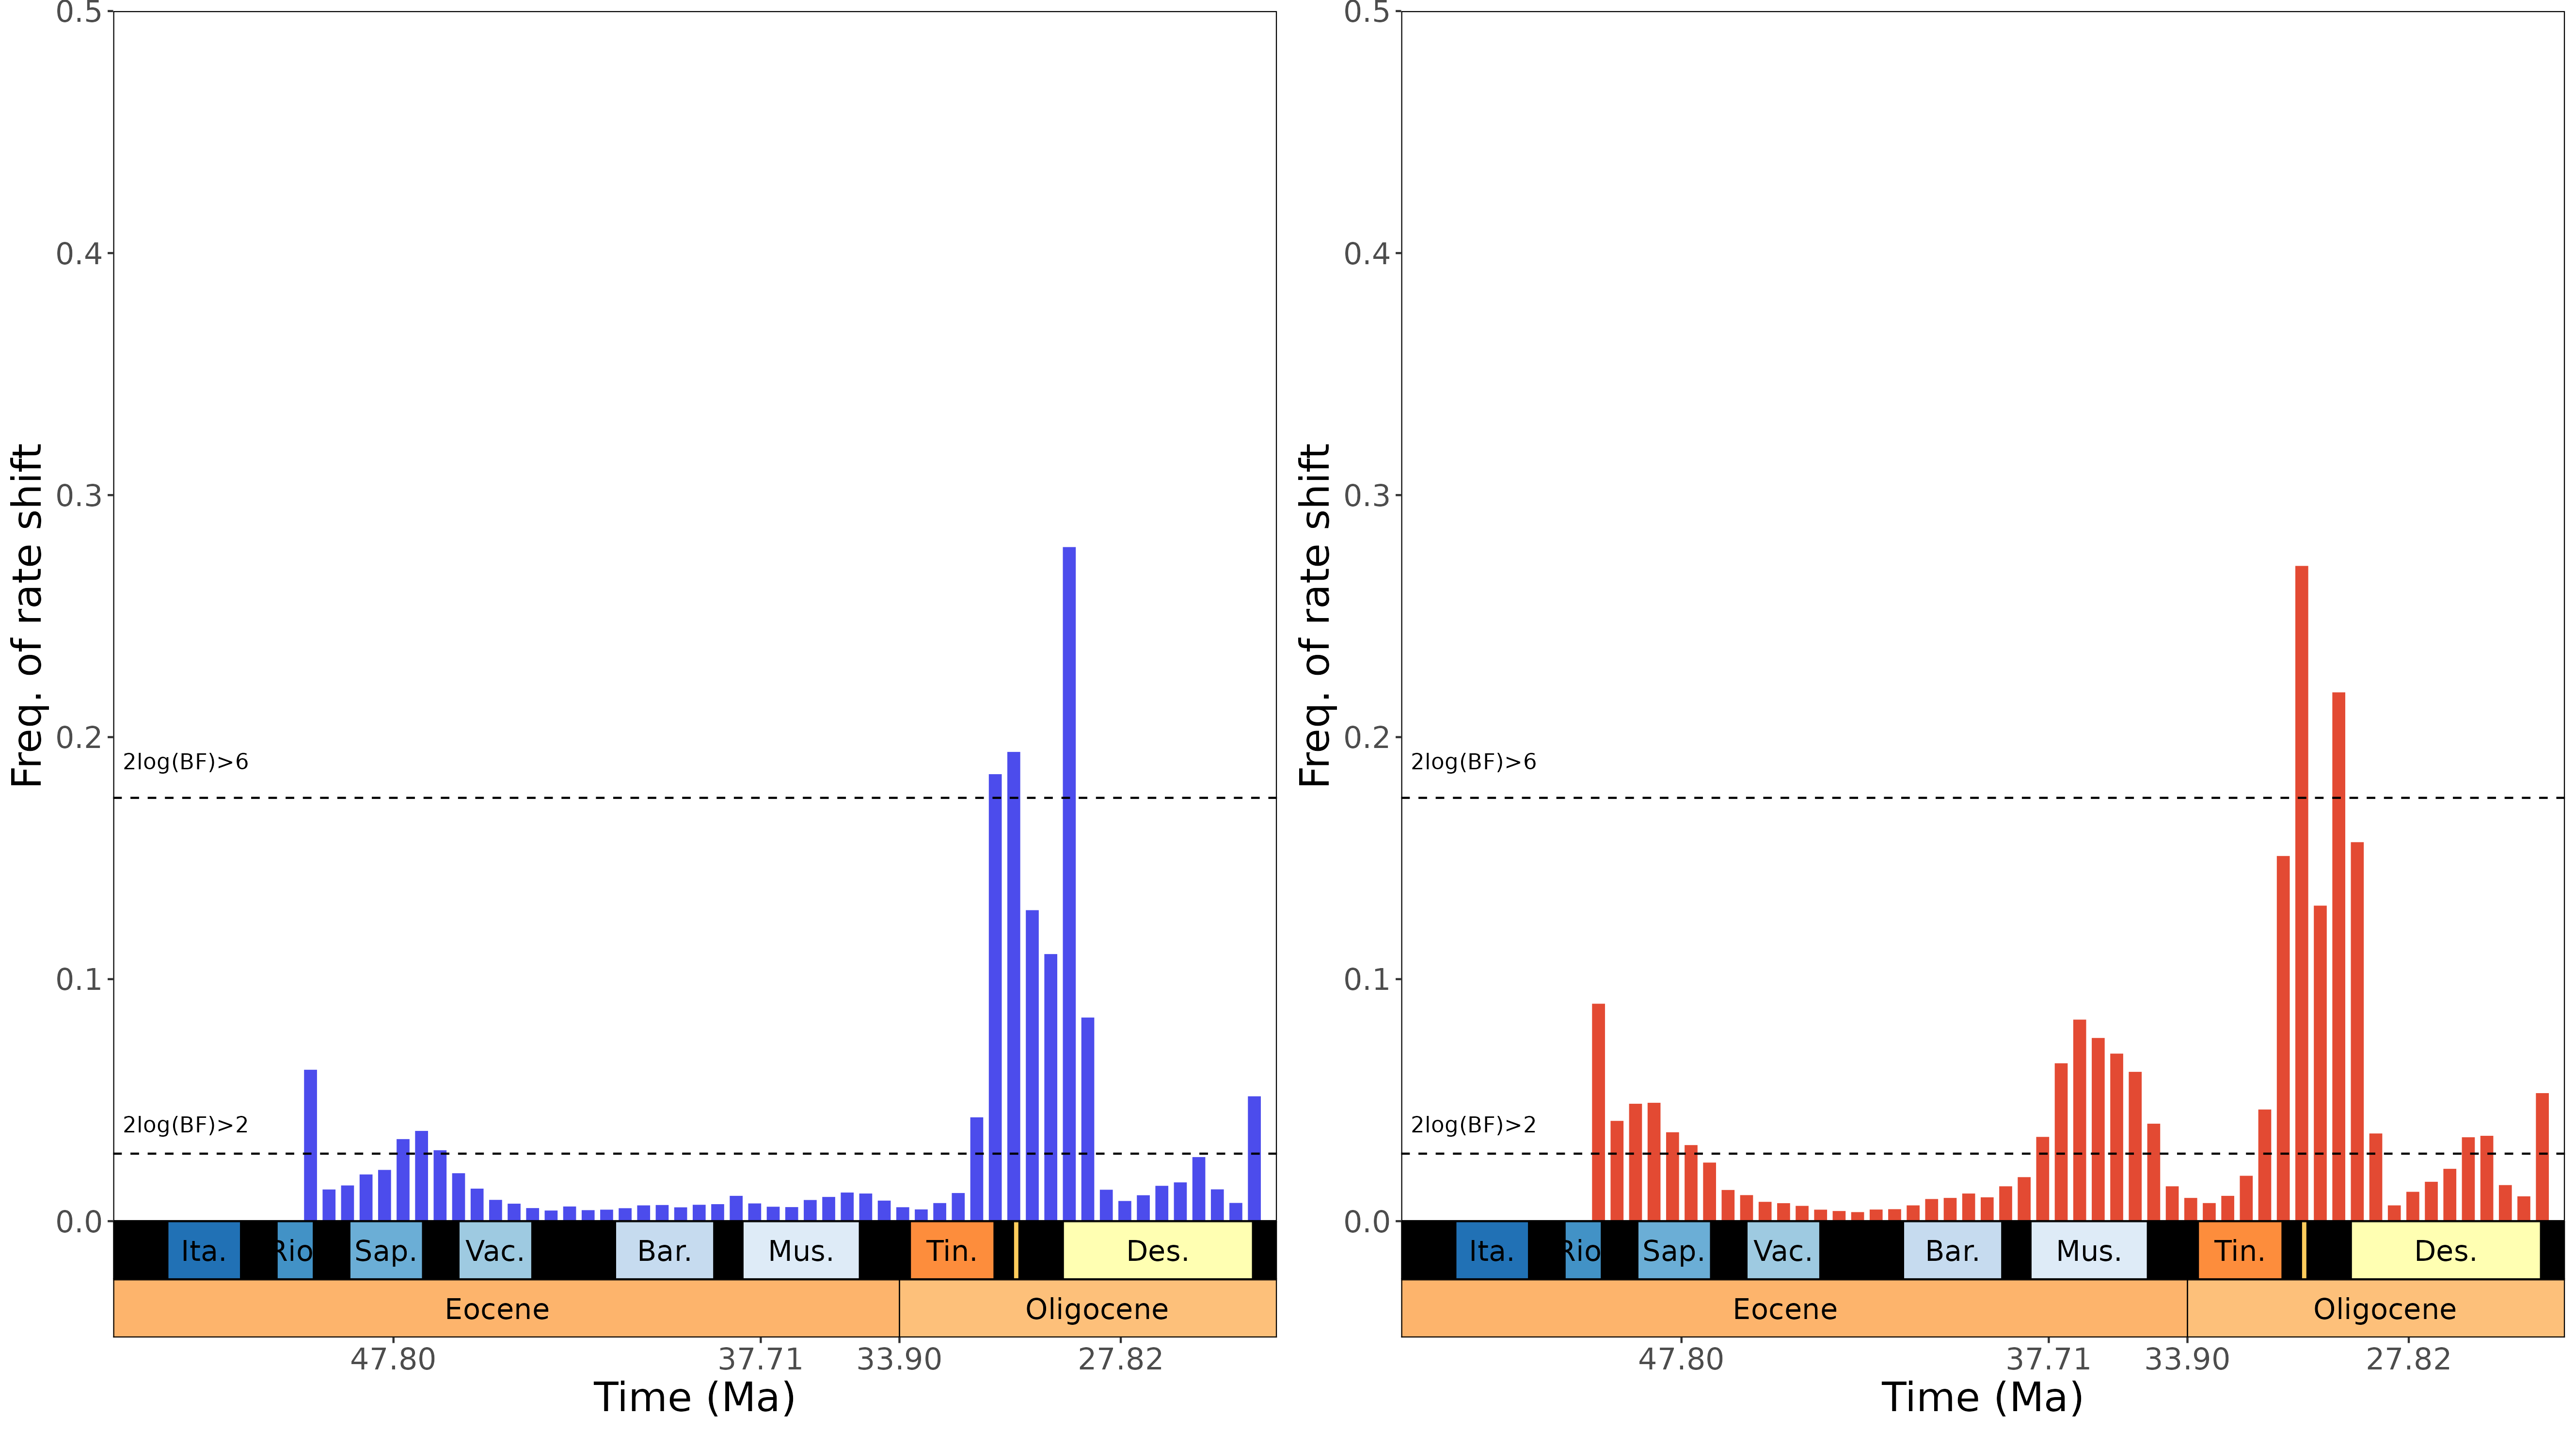 0.5
0.4
0.3
0.2
0.1
0.0
Freq. of rate shift
2log(BF)>6
2log(BF)>2
Ita.
Rio
Sap.
Vac.
Bar.
Mus.
Tin.
Des.
Eocene
Oligocene
47.80
37.71
33.90
27.82
Time (Ma)
0.5
0.4
0.3
0.2
0.1
0.0
Freq. of rate shift
2log(BF)>6
2log(BF)>2
Ita.
Rio
Sap.
Vac.
Bar.
Mus.
Tin.
Des.
Eocene
Oligocene
47.80
37.71
33.90
27.82
Time (Ma)